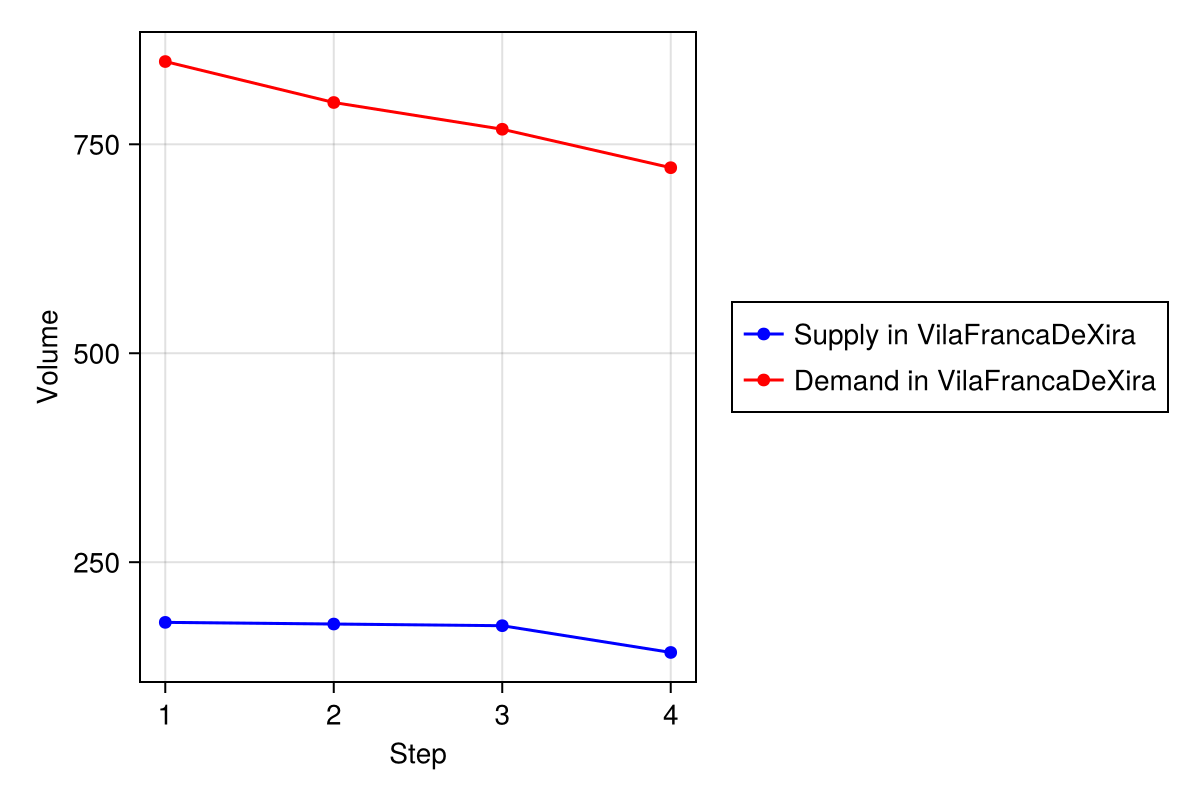 750
500
250
Volume
1 2 3 4
Step
Supply in VilaFrancaDeXira
Demand in VilaFrancaDeXira